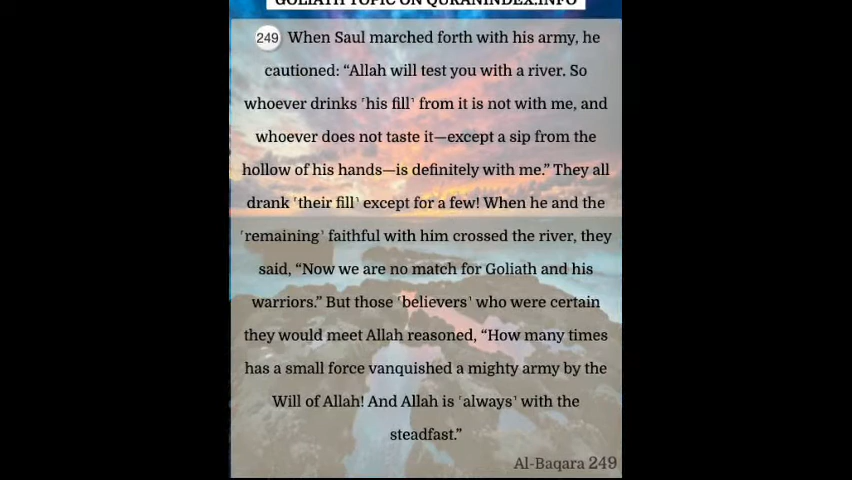 GOLIATH TOPIC ON QURANINDEX.INFO
249 When Saul marched forth with his army, he
cautioned: “Allah will test you with a river. So
whoever drinks ˹his fill˺ from it is not with me, and
whoever does not taste it—except a sip from the
hollow of his hands—is definitely with me.” They all
drank ˹their fill˺ except for a few! When he and the
˹remaining˺ faithful with him crossed the river, they
said, “Now we are no match for Goliath and his
warriors.” But those ˹believers˺ who were certain
they would meet Allah reasoned, “How many times
has a small force vanquished a mighty army by the
Will of Allah! And Allah is ˹always˺ with the
steadfast.”
Al-Baqara 249